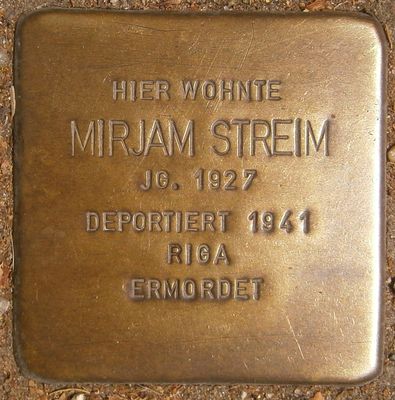 HIER WOHNTE
MIRJAM STREIM
JG. 1927
DEPORTIERT 1941
RIGA
ERMORDET